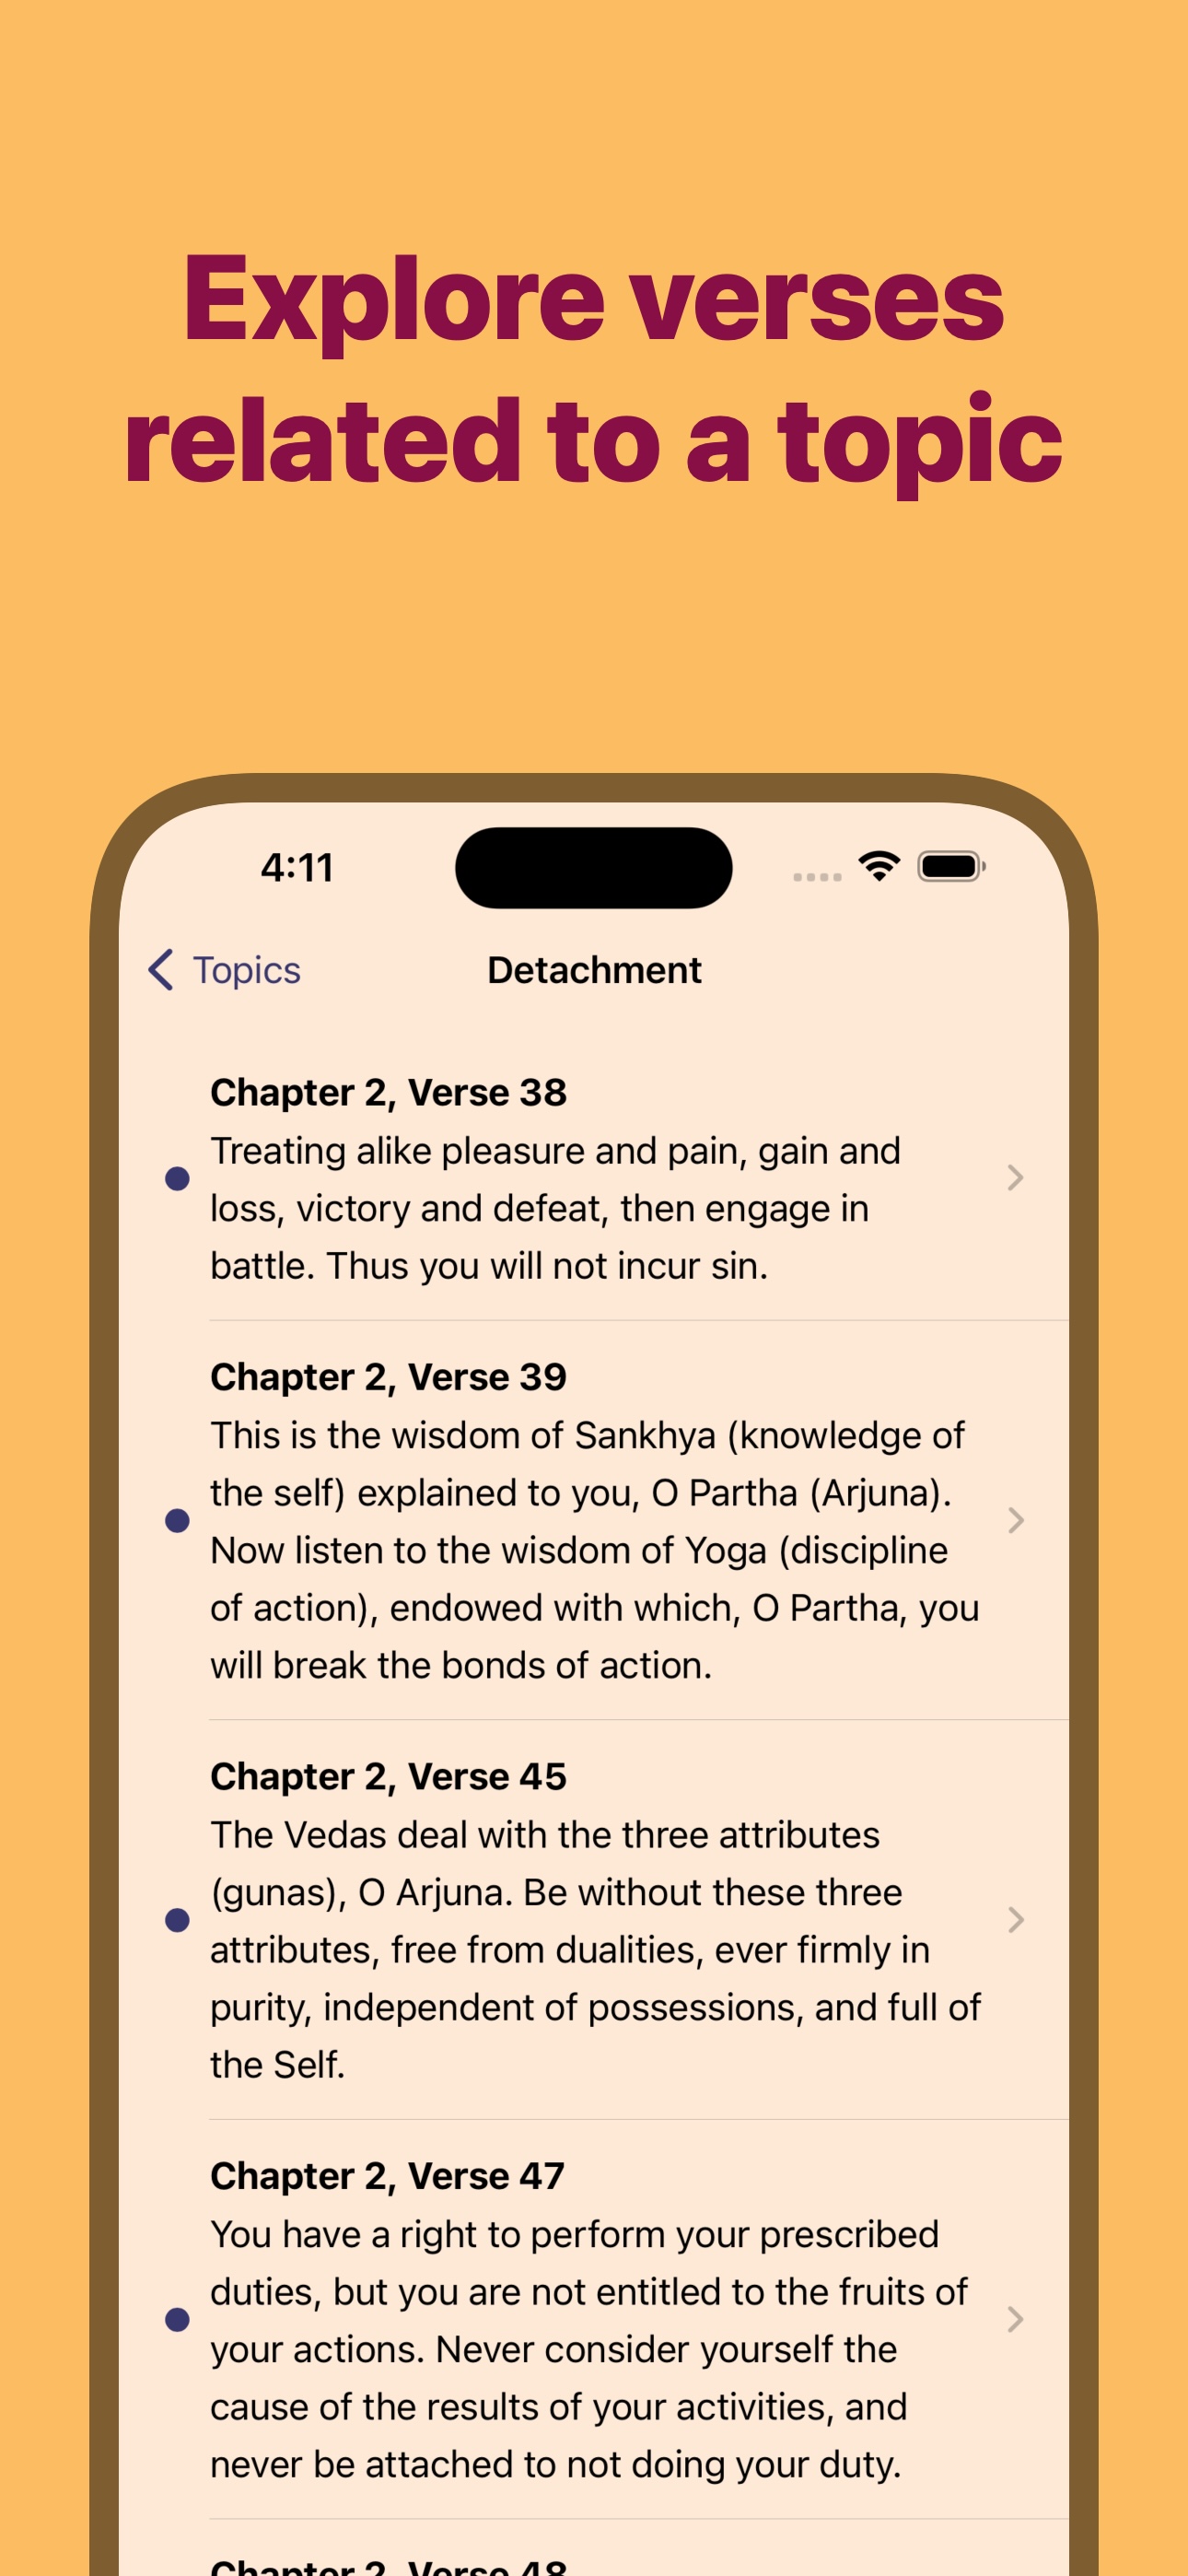 Explore verses
related to a topic
4:11
Topics
Detachment
Chapter 2, Verse 38
Treating alike pleasure and pain, gain and
loss, victory and defeat, then engage in
battle. Thus you will not incur sin.
Chapter 2, Verse 39
This is the wisdom of Sankhya (knowledge of
the self) explained to you, O Partha (Arjuna).
Now listen to the wisdom of Yoga (discipline
of action), endowed with which, O Partha, you
will break the bonds of action.
Chapter 2, Verse 45
The Vedas deal with the three attributes
(gunas), O Arjuna. Be without these three
attributes, free from dualities, ever firmly in
purity, independent of possessions, and full of
the Self.
Chapter 2, Verse 47
You have a right to perform your prescribed
duties, but you are not entitled to the fruits of
your actions. Never consider yourself the
cause of the results of your activities, and
never be attached to not doing your duty.
Chapter 2, Verse 48